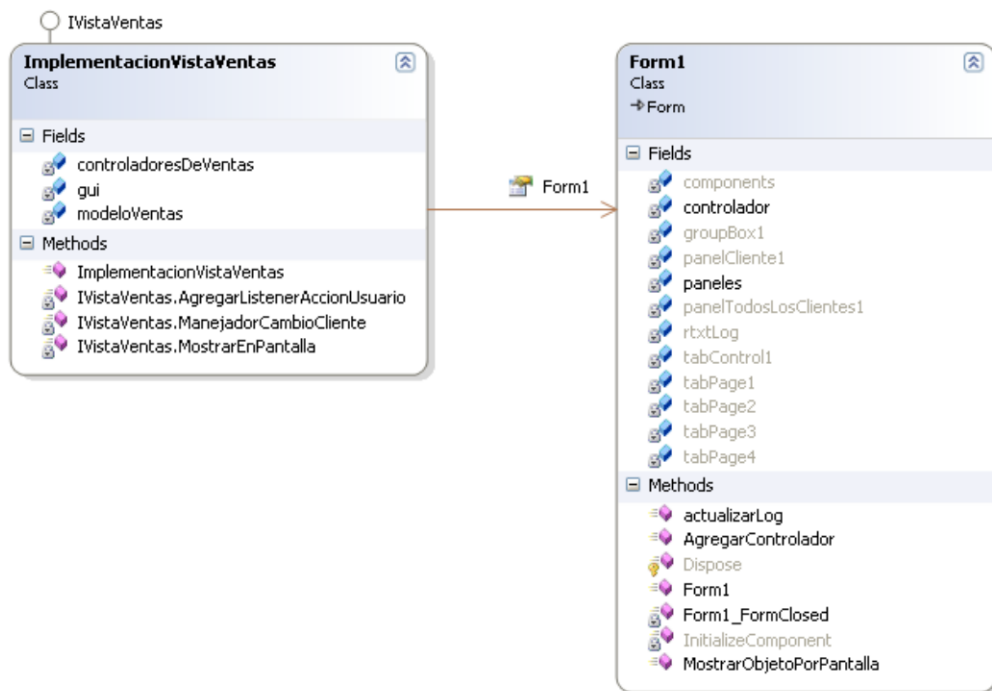 IVistaVentas
ImplementacionVistaVentas
Class
Fields
controladoresDeVentas
gui
modeloVentas
Methods
ImplementacionVistaVentas
IVistaVentas.AgregarListenerAccionUsuario
IVistaVentas.ManejadorCambioCliente
IVistaVentas.MostrarEnPantalla
Form1
Form1
Class
Form
Fields
components
controlador
groupBox1
panelCliente1
paneles
panelTodosLosClientes1
rtxtLog
tabControl1
tabPage1
tabPage2
tabPage3
tabPage4
Methods
actualizarLog
AgregarControlador
Dispose
Form1
Form1_FormClosed
InitializeComponent
MostrarObjetoPorPantalla